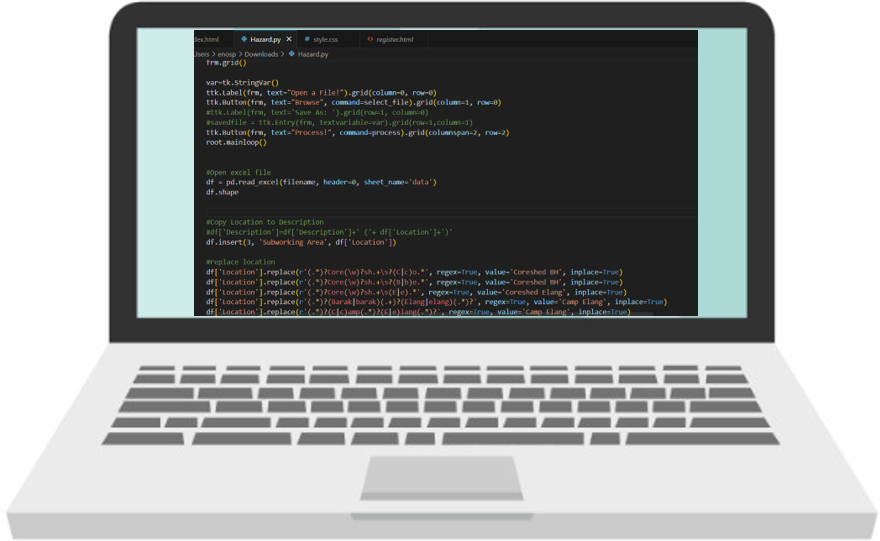 dex.html Hazard.py × # style.css <> register.html
Users > enosp > Downloads > Hazard.py
frm.grid()
var=tk.StringVar()
ttk.Label(frm, text="Open a File!").grid(column=0, row=0)
ttk.Button(frm, text="Browse", command=select_file).grid(column=1, row=0)
#ttk.Label(frm, text='Save As: ').grid(row=1, column=0)
#savedfile = ttk.Entry(frm, textvariable=var).grid(row=1,column=1)
ttk.Button(frm, text="Process!", command=process).grid(columnspan=2, row=2)
root.mainloop()
#Open excel file
df = pd.read_excel(filename, header=0, sheet_name='data')
df.shape
#Copy Location to Description
#df['Description']=df['Description']+' ('+ df['Location']+')'
df.insert(3, 'Subworking Area', df['Location'])
#replace location
df['Location'].replace(r'(.*)?Core(\w)?sh.+\s?(C|c)o.*', regex=True, value='Coreshed BH', inplace=True)
df['Location'].replace(r'(.*)?Core(\w)?sh.+\s?(B|b)e.*', regex=True, value='Coreshed BH', inplace=True)
df['Location'].replace(r'(.*)?Core(\w)?sh.+\s(E|e).*', regex=True, value='Coreshed Elang', inplace=True)
df['Location'].replace(r'(.*)?(Barak|barak)(.+)?(Elang|elang)(.*)?', regex=True, value='Camp Elang', inplace=True)
df['Location'].replace(r'(.*)?(C|c)amp(.*)?(E|e)lang(.*)?', regex=True, value='Camp Elang', inplace=True)